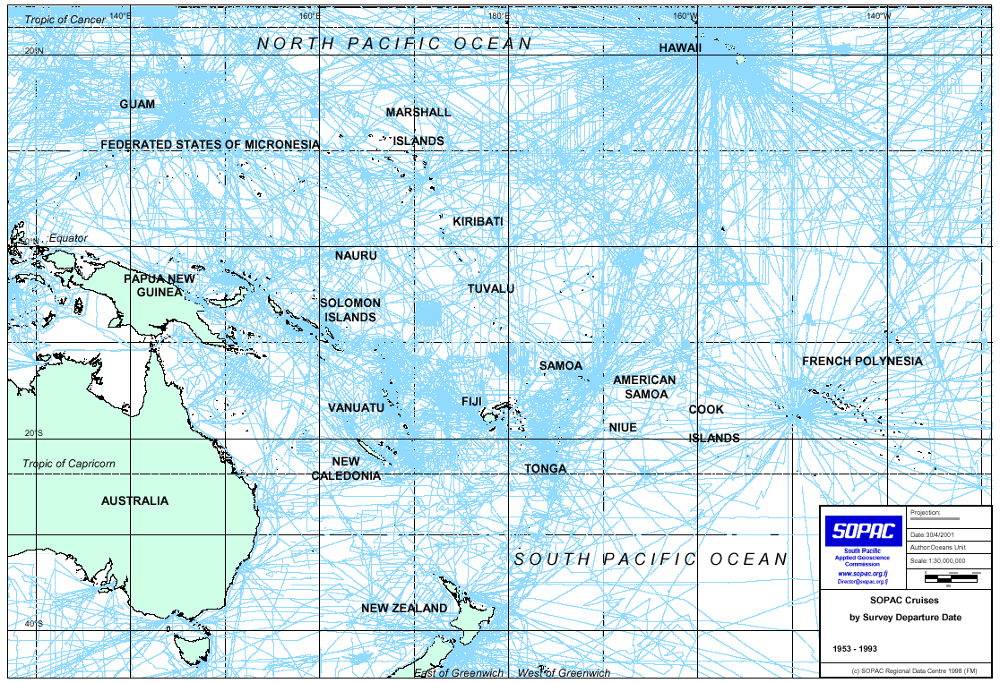 140°E
160°E
180°E
160°W
140°W
Tropic of Cancer
NORTH PACIFIC OCEAN
HAWAII
20°N
GUAM
MARSHALL
ISLANDS
FEDERATED STATES OF MICRONESIA
KIRIBATI
Equator
0°N
NAURU
PAPUA NEW
GUINEA
TUVALU
SOLOMON
ISLANDS
FRENCH POLYNESIA
SAMOA
AMERICAN
SAMOA
FIJI
VANUATU
COOK
ISLANDS
NIUE
20°S
NEW
CALEDONIA
TONGA
Tropic of Capricorn
AUSTRALIA
SOUTH PACIFIC OCEAN
NEW ZEALAND
40°S
East of Greenwich
West of Greenwich
SOPAC
South Pacific
Applied Geoscience
Commission
www.sopac.org.fj
Director@sopac.org.fj
Projection:
Date:30/4/2001
Author:Oceans Unit
Scale:1:30,000,000
SOPAC Cruises
by Survey Departure Date
1953 - 1993
(c) SOPAC Regional Data Centre 1998 (FM)